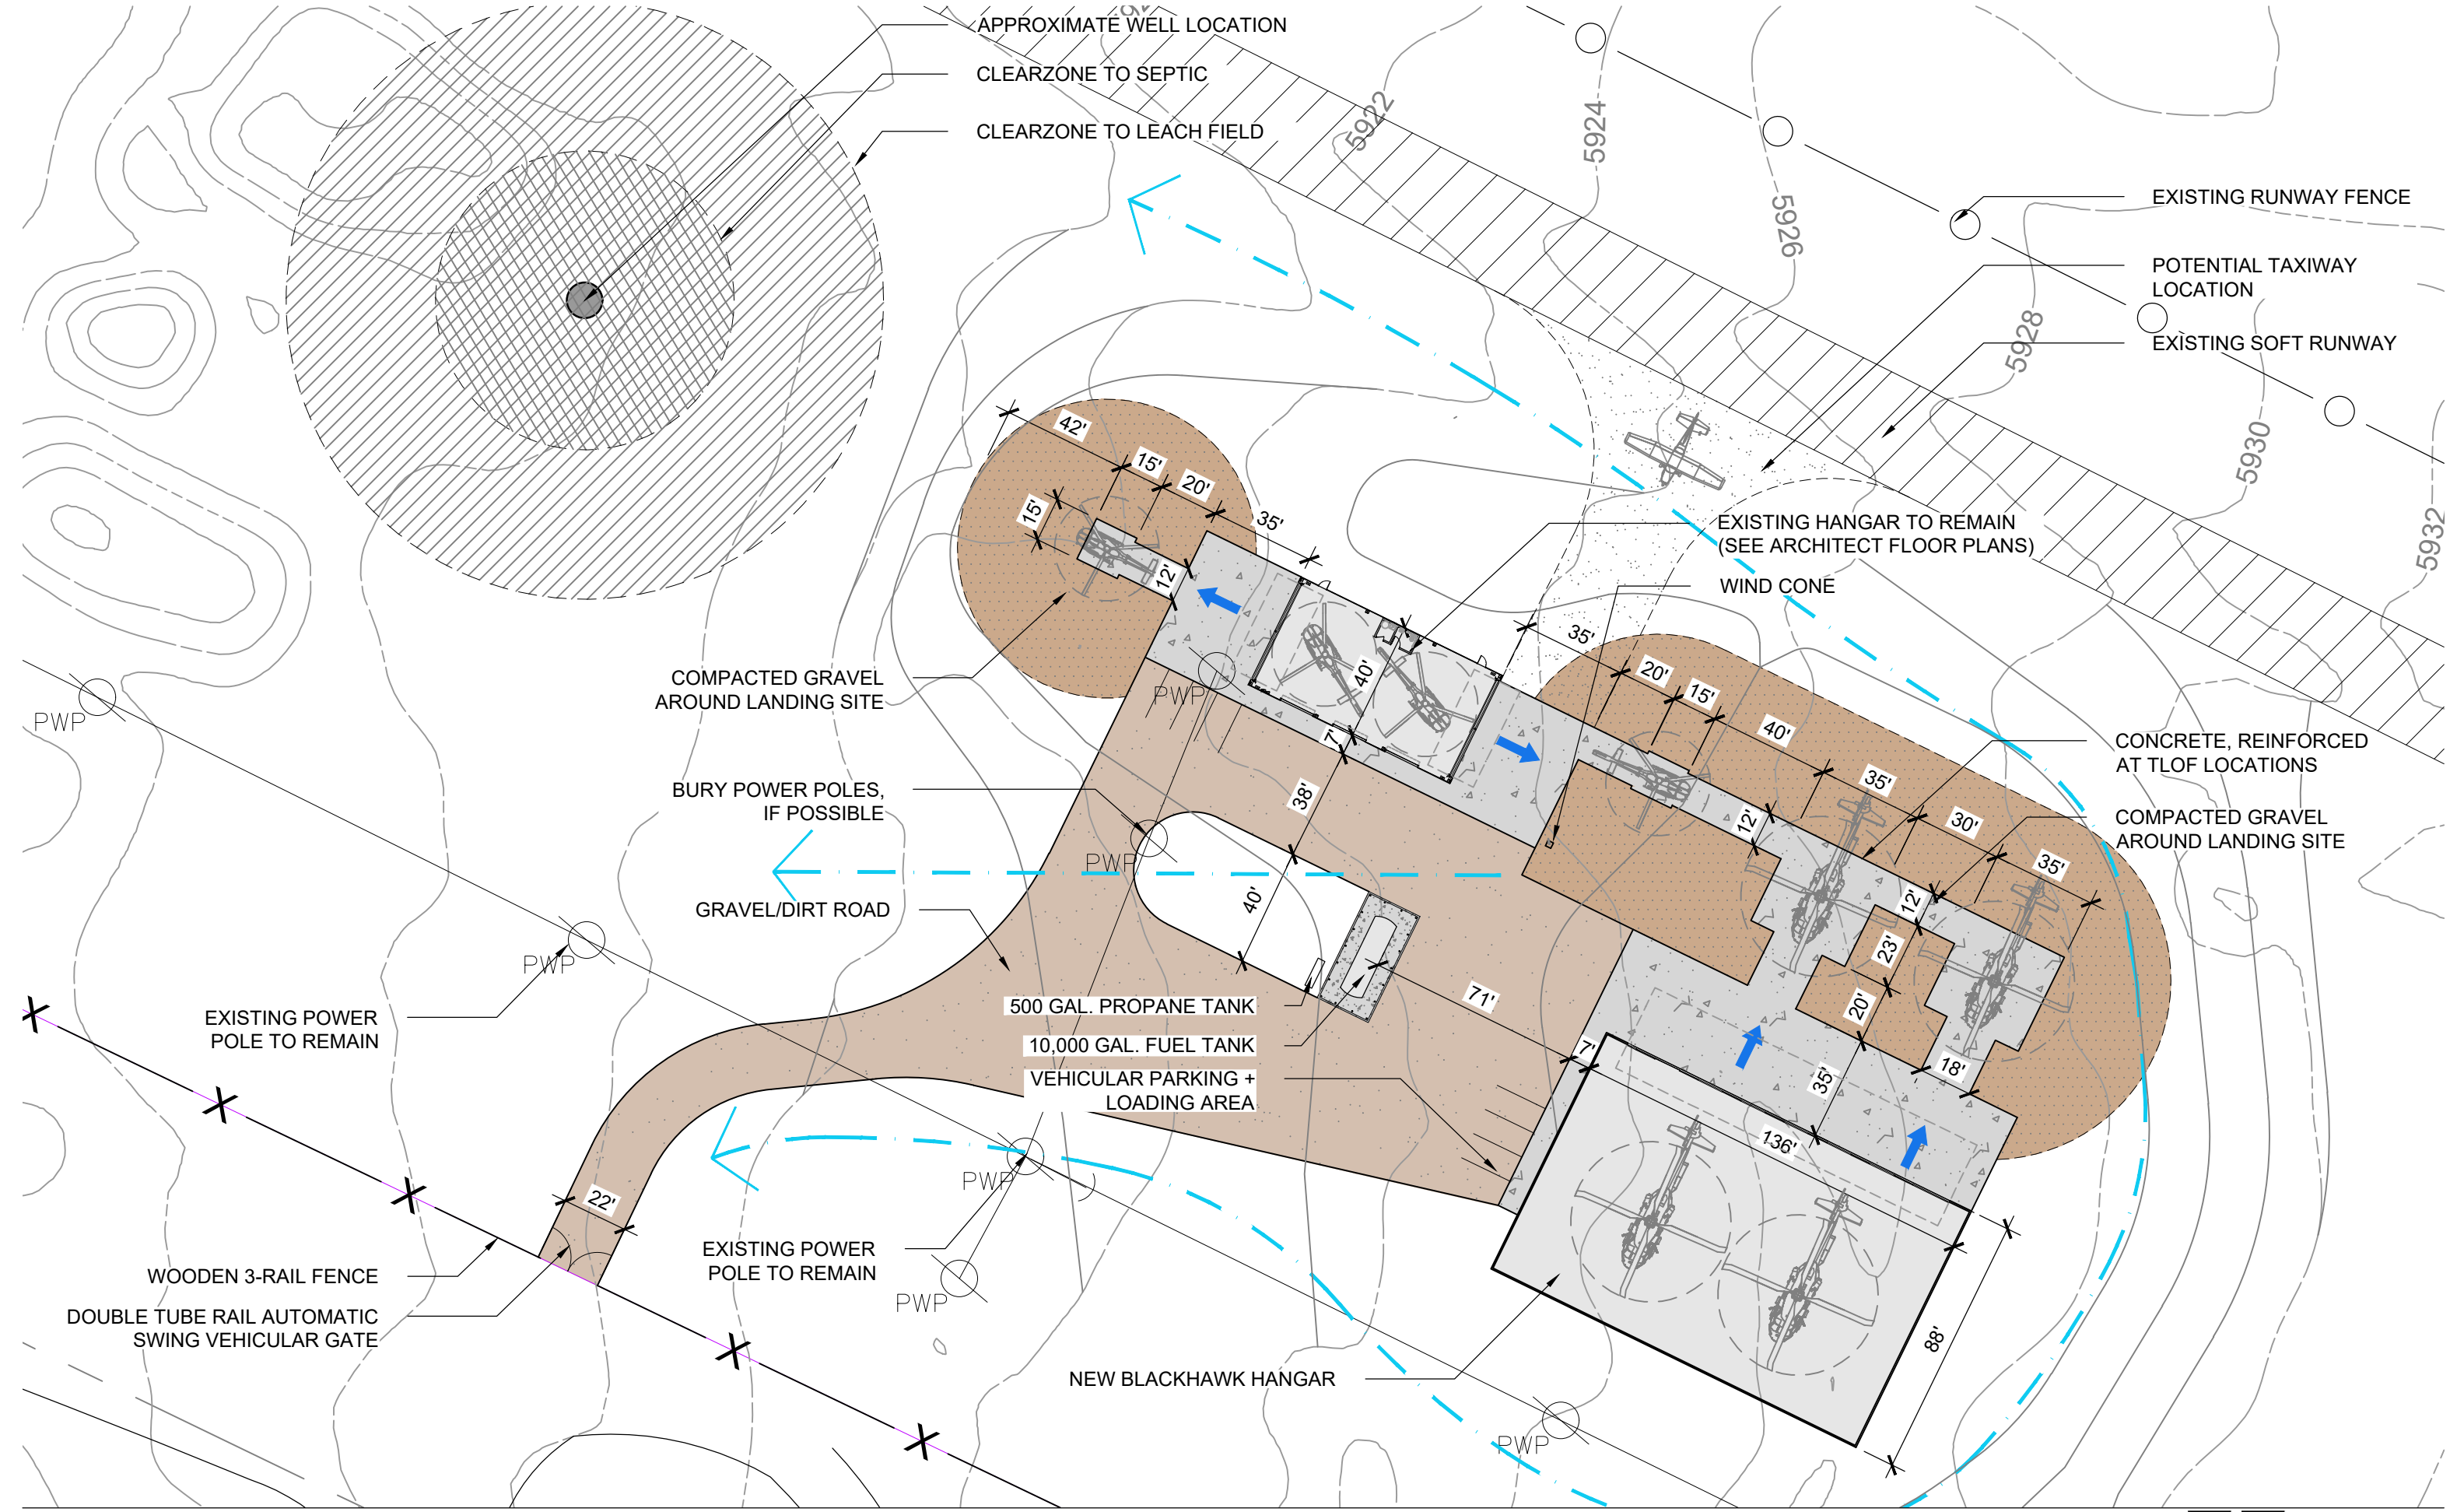 APPROXIMATE WELL LOCATION
CLEARZONE TO SEPTIC
CLEARZONE TO LEACH FIELD
5922
5924
5926
5928
5930
5932
EXISTING RUNWAY FENCE
POTENTIAL TAXIWAY
LOCATION
EXISTING SOFT RUNWAY
42'
15'
20'
35'
15'
12'
EXISTING HANGAR TO REMAIN
(SEE ARCHITECT FLOOR PLANS)
WIND CONE
COMPACTED GRAVEL
AROUND LANDING SITE
PWP
PWP
40'
7'
38'
35'
20'
15'
40'
35'
30'
35'
12'
12'
23'
20'
18'
CONCRETE, REINFORCED
AT TLOF LOCATIONS
COMPACTED GRAVEL
AROUND LANDING SITE
BURY POWER POLES,
IF POSSIBLE
PWP
GRAVEL/DIRT ROAD
40'
PWP
71'
500 GAL. PROPANE TANK
10,000 GAL. FUEL TANK
VEHICULAR PARKING +
LOADING AREA
EXISTING POWER
POLE TO REMAIN
7'
35'
136'
88'
PWP
22'
EXISTING POWER
POLE TO REMAIN
PWP
WOODEN 3-RAIL FENCE
DOUBLE TUBE RAIL AUTOMATIC
SWING VEHICULAR GATE
NEW BLACKHAWK HANGAR
PWP